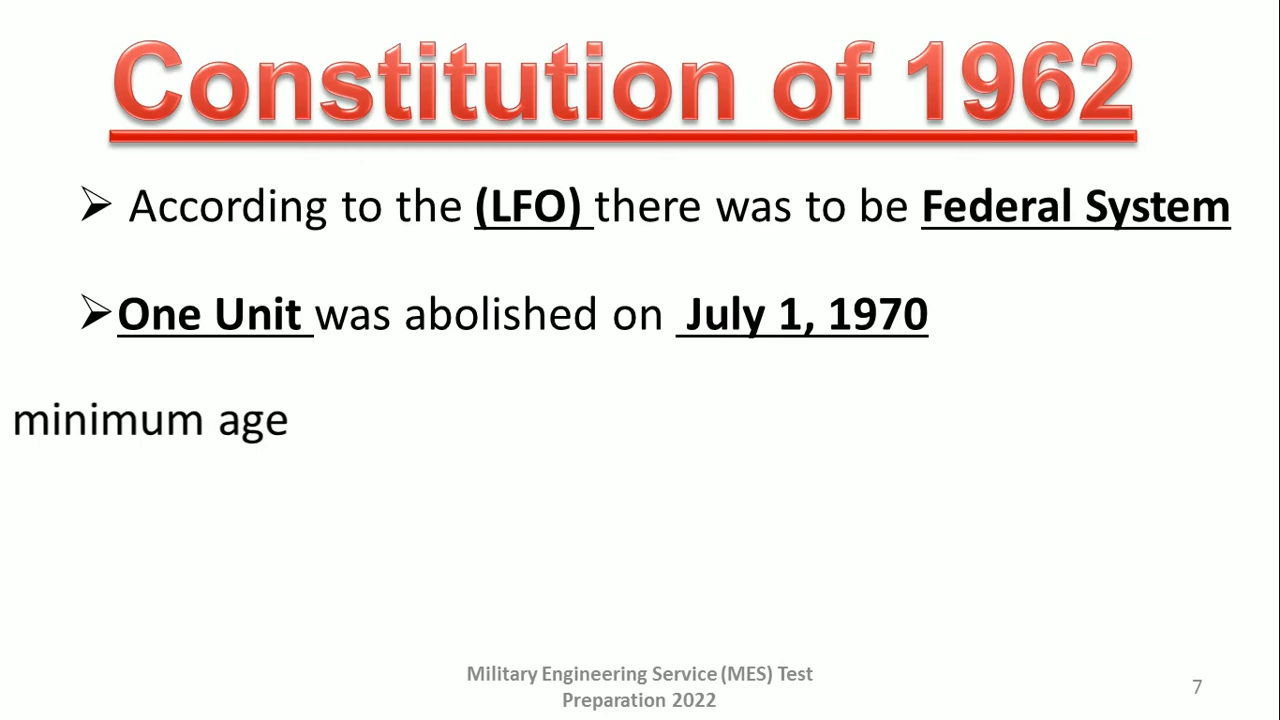 Constitution of 1962
➢ According to the (LFO) there was to be Federal System
➢One Unit was abolished on July 1, 1970
minimum age
Military Engineering Service (MES) Test
Preparation 2022
7